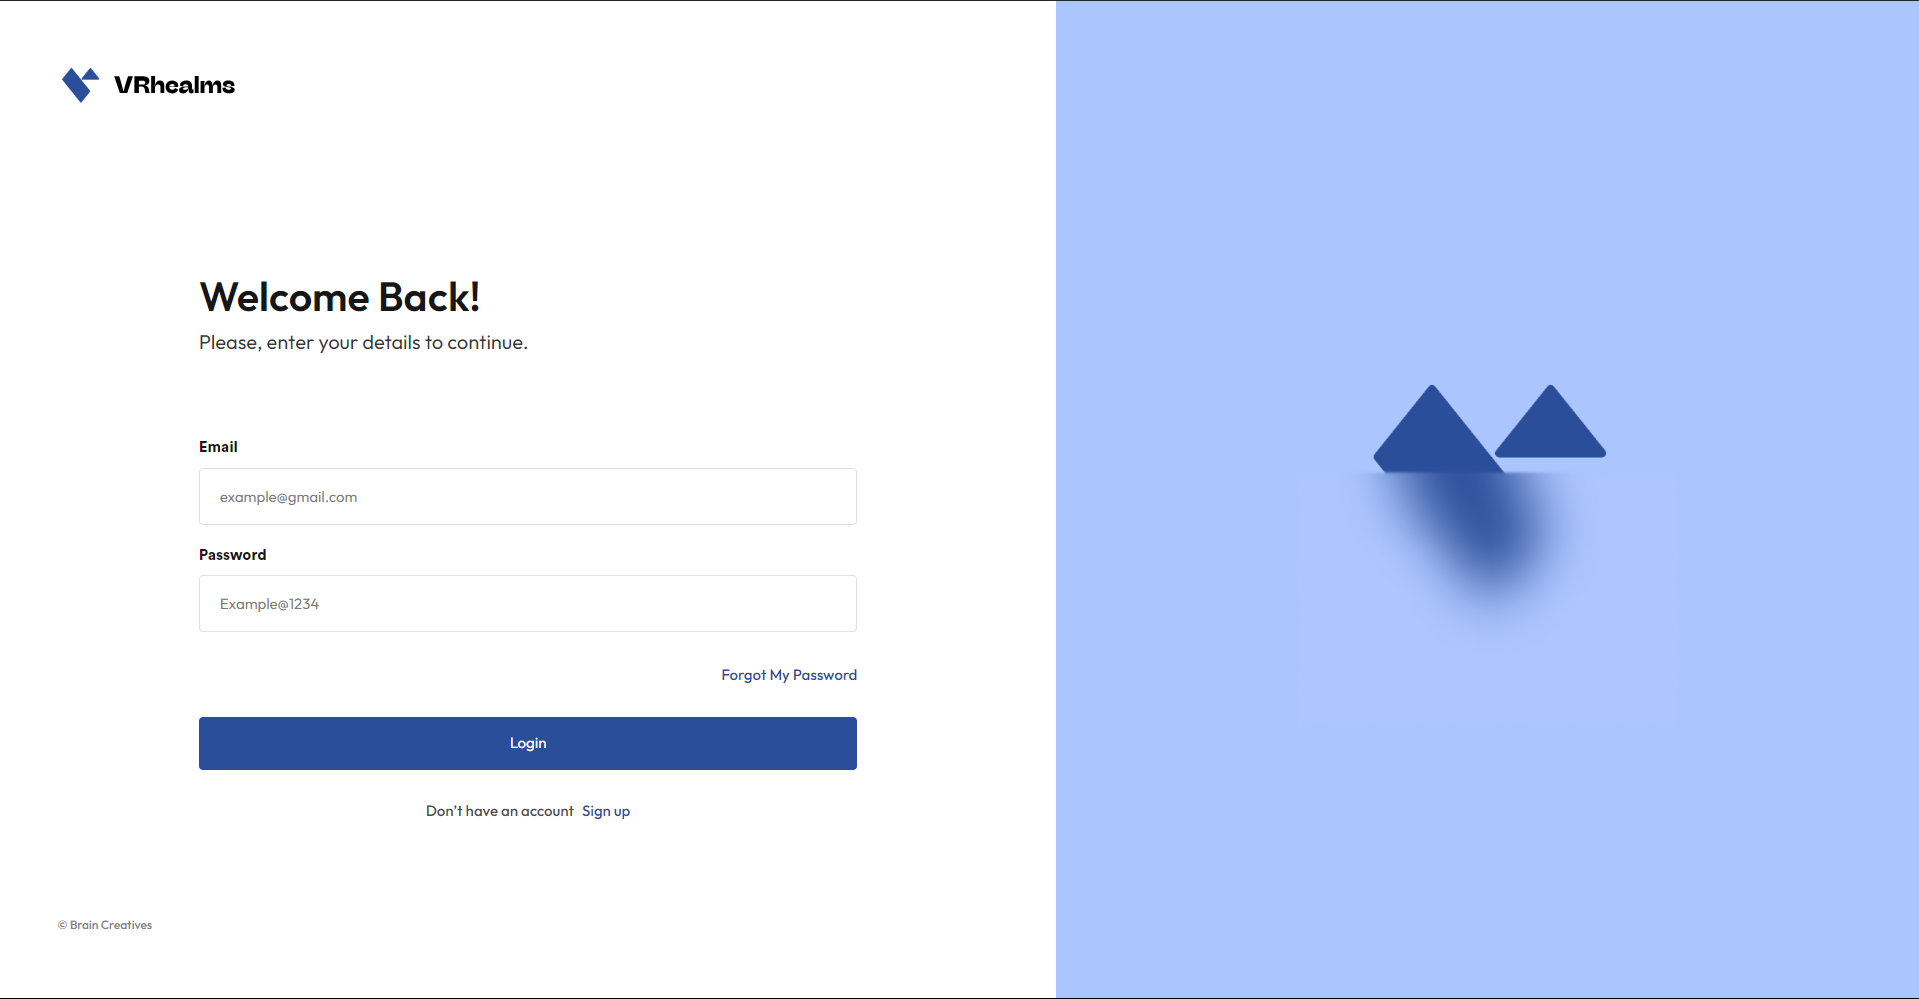 VRhealms
Welcome Back!
Please, enter your details to continue.
Email
example@gmail.com
Password
Example@1234
Forgot My Password
Login
Don't have an account Sign up
© Brain Creatives